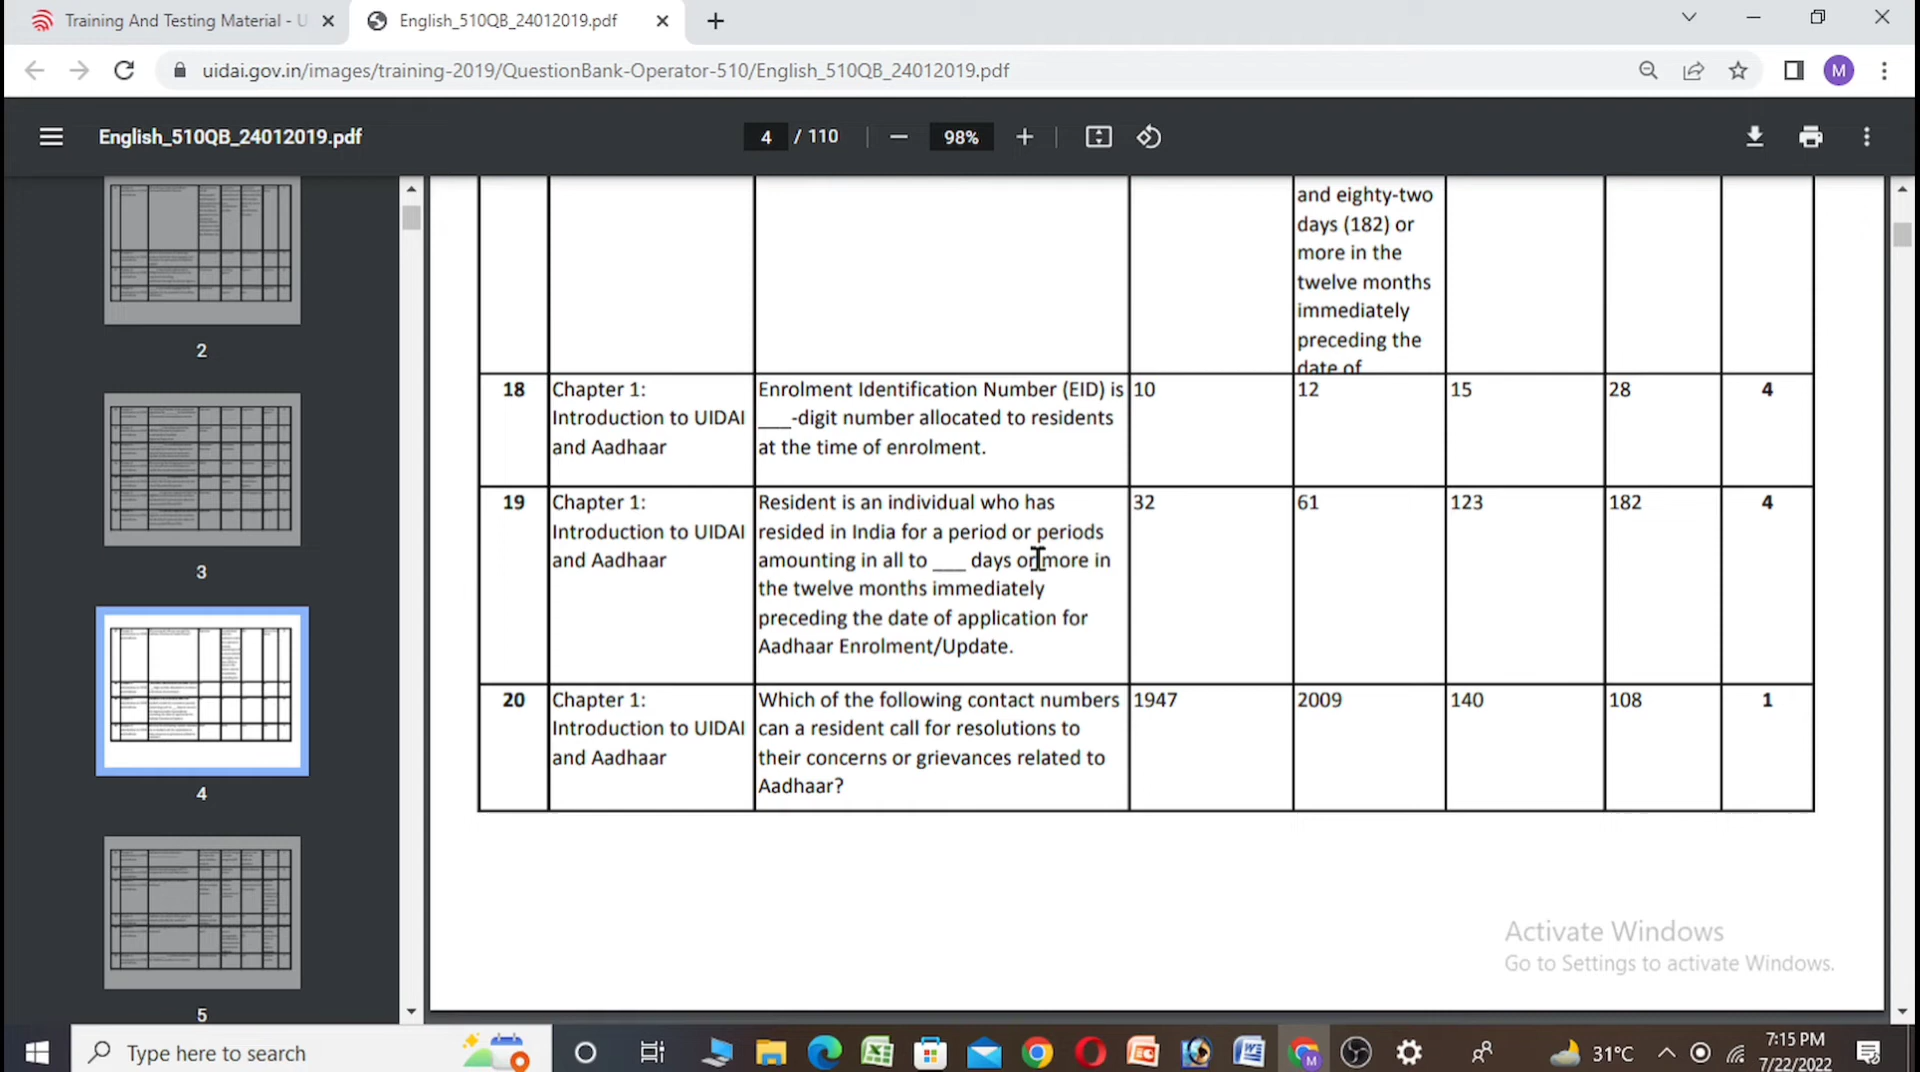 Training And Testing Material - U
English_510QB_24012019.pdf
uidai.gov.in/images/training-2019/QuestionBank-Operator-510/English_510QB_24012019.pdf
M
English_510QB_24012019.pdf
4 / 110
98%
2
3
4
5
and eighty-two
days (182) or
more in the
twelve months
immediately
preceding the
date of
18
Chapter 1:
Introduction to UIDAI
and Aadhaar
Enrolment Identification Number (EID) is
___-digit number allocated to residents
at the time of enrolment.
10
12
15
28
4
19
Chapter 1:
Introduction to UIDAI
and Aadhaar
Resident is an individual who has
resided in India for a period or periods
amounting in all to ___ days or more in
the twelve months immediately
preceding the date of application for
Aadhaar Enrolment/Update.
32
61
123
182
4
20
Chapter 1:
Introduction to UIDAI
and Aadhaar
Which of the following contact numbers
can a resident call for resolutions to
their concerns or grievances related to
Aadhaar?
1947
2009
140
108
1
Activate Windows
Go to Settings to activate Windows.
Type here to search
31°C
7:15 PM
7/22/2022